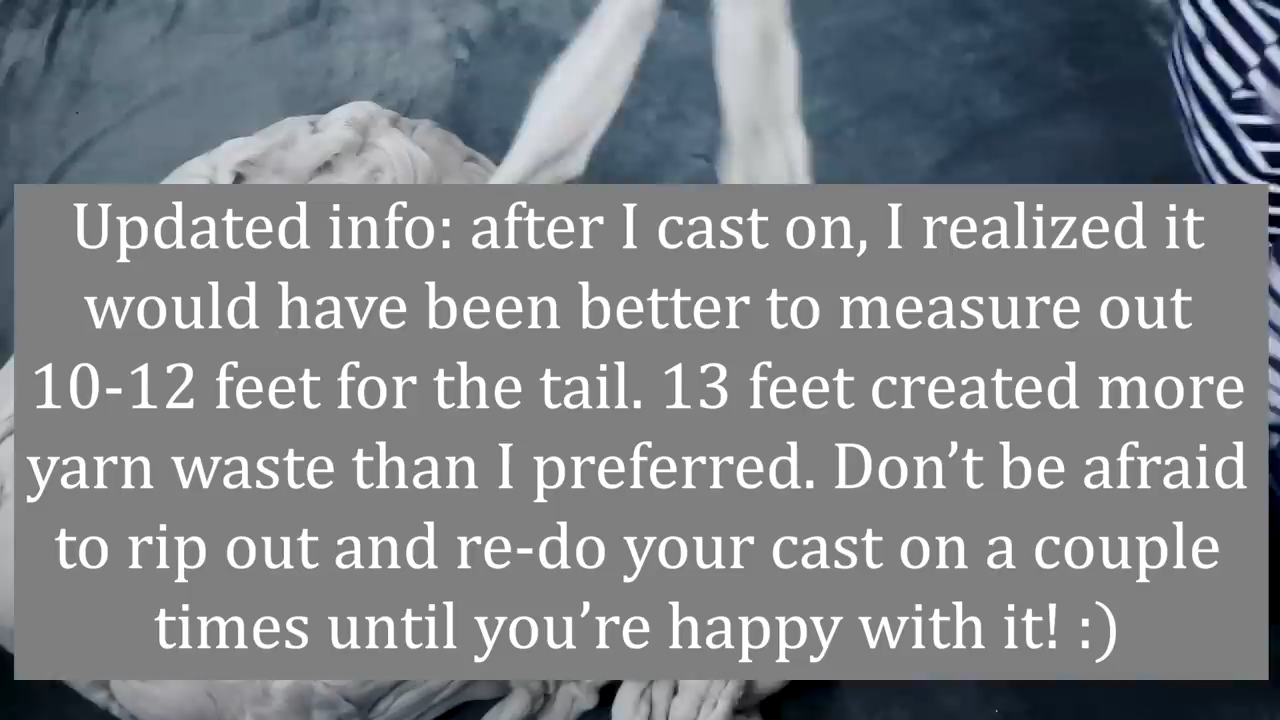 Updated info: after I cast on, I realized it
would have been better to measure out
10-12 feet for the tail. 13 feet created more
yarn waste than I preferred. Don’t be afraid
to rip out and re-do your cast on a couple
times until you’re happy with it! :)